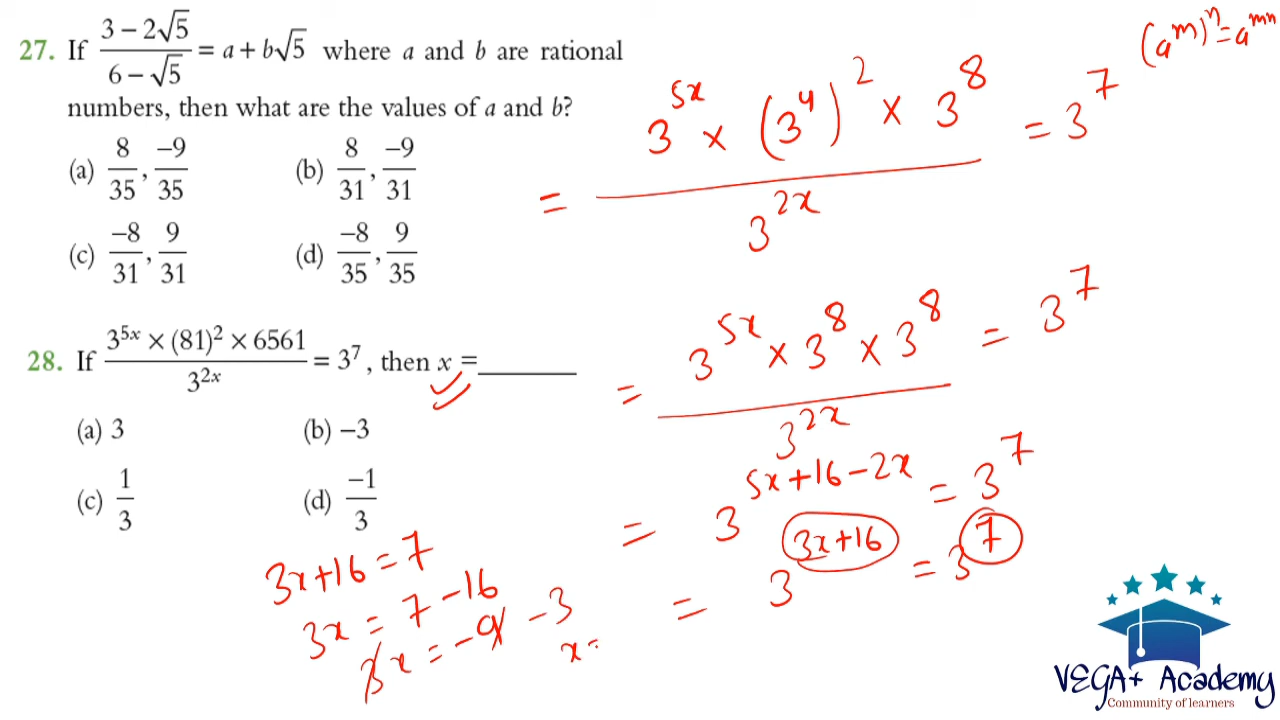 27. If (3 − 2√5)/(6 − √5) = a + b√5 where a and b are rational
numbers, then what are the values of a and b?
(a) 8/35, −9/35 (b) 8/31, −9/31
(c) −8/31, 9/31 (d) −8/35, 9/35
28. If (3^5x × (81)^2 × 6561)/3^2x = 3^7, then x = ______
(a) 3 (b) −3
(c) 1/3 (d) −1/3
(a^m)^n = a^mn
= (3^5x × (3^4)^2 × 3^8)/3^2x = 3^7
= (3^5x × 3^8 × 3^8)/3^2x = 3^7
= 3^5x+16−2x = 3^7
= 3^3x+16 = 3^7
3x+16 = 7
3x = 7 −16
3x = −9 −3
x =
VEGA+ Academy
Community of learners